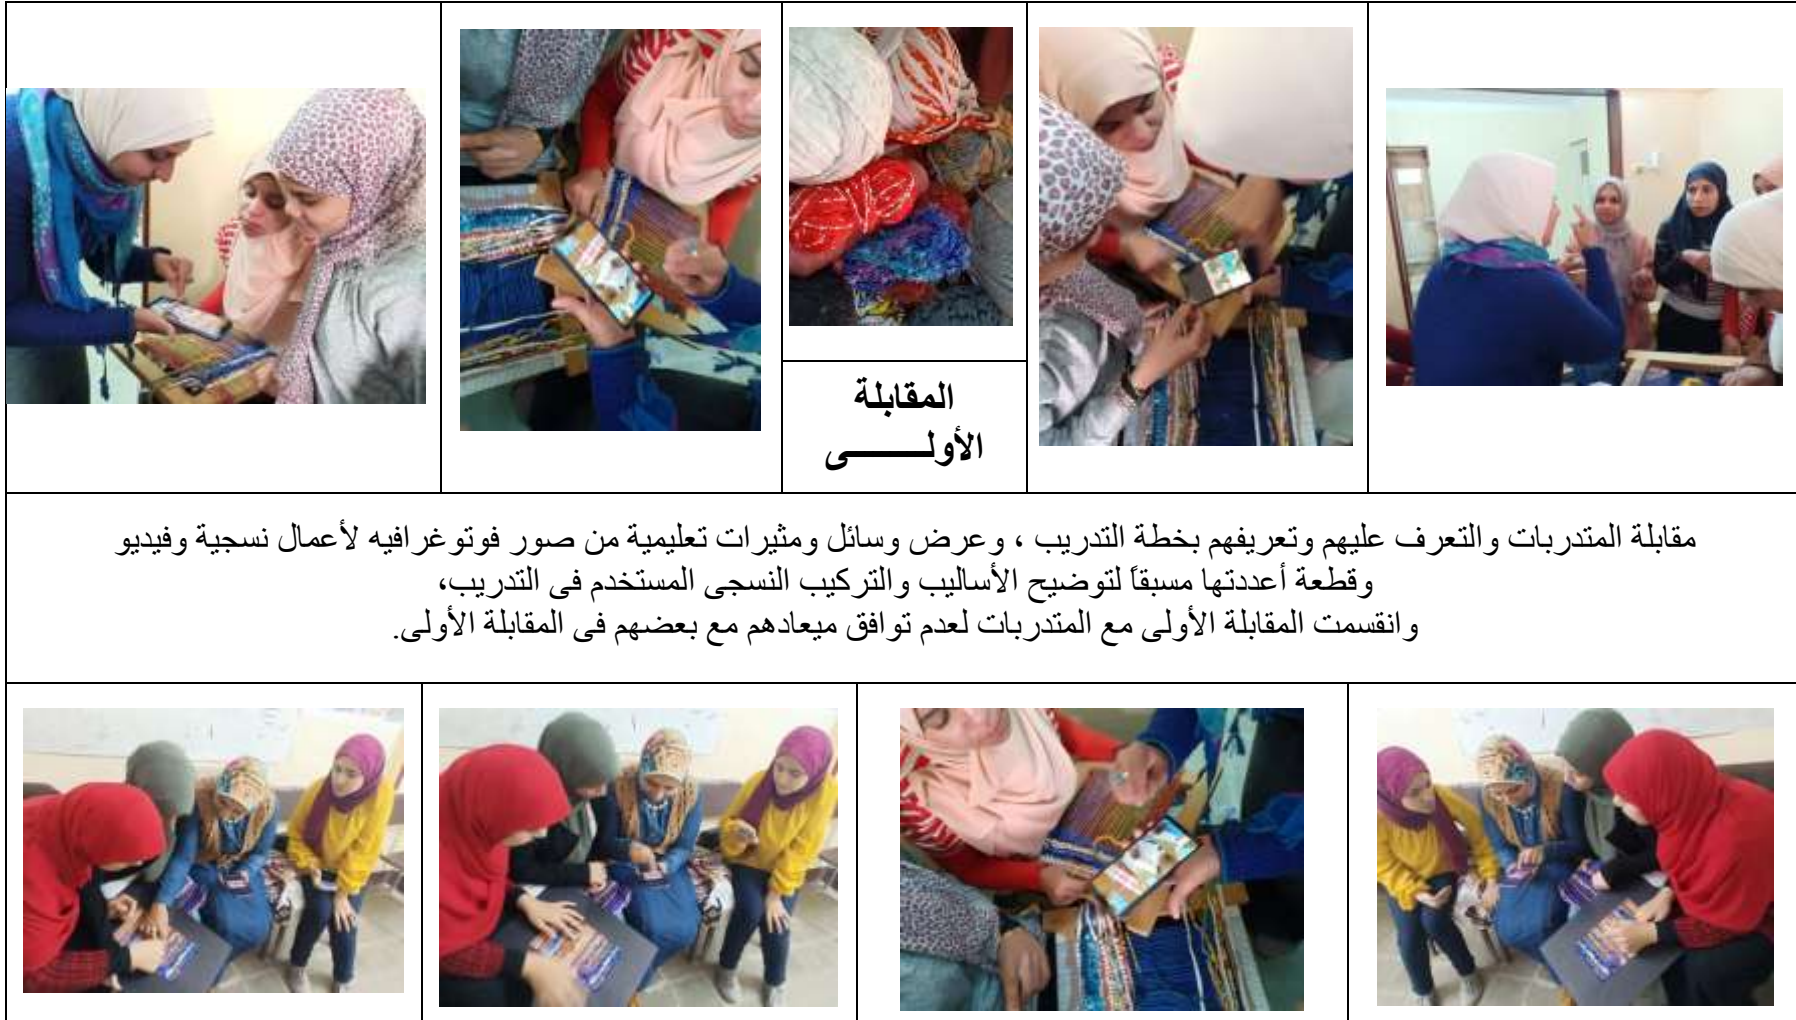 المقابلة
الأولـــــــى
مقابلة المتدربات والتعرف عليهم وتعريفهم بخطة التدريب ، وعرض وسائل ومثيرات تعليمية من صور فوتوغرافيه لأعمال نسجية وفيديو
وقطعة أعددتها مسبقاً لتوضيح الأساليب والتركيب النسجى المستخدم فى التدريب،
وانقسمت المقابلة الأولى مع المتدربات لعدم توافق ميعادهم مع بعضهم فى المقابلة الأولى.